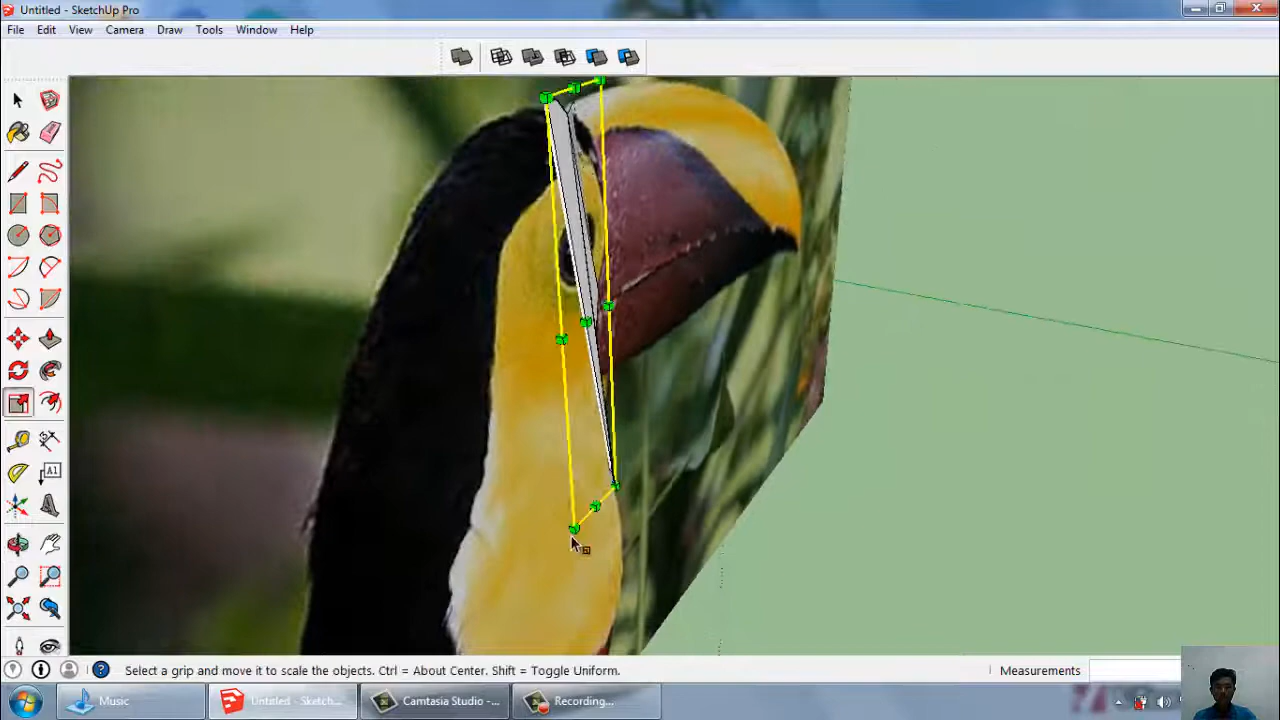 Untitled - SketchUp Pro
File Edit View Camera Draw Tools Window Help
A1
Select a grip and move it to scale the objects. Ctrl = About Center, Shift = Toggle Uniform.
Measurements
Music
Untitled - Sketch...
Camtasia Studio - ...
Recording...